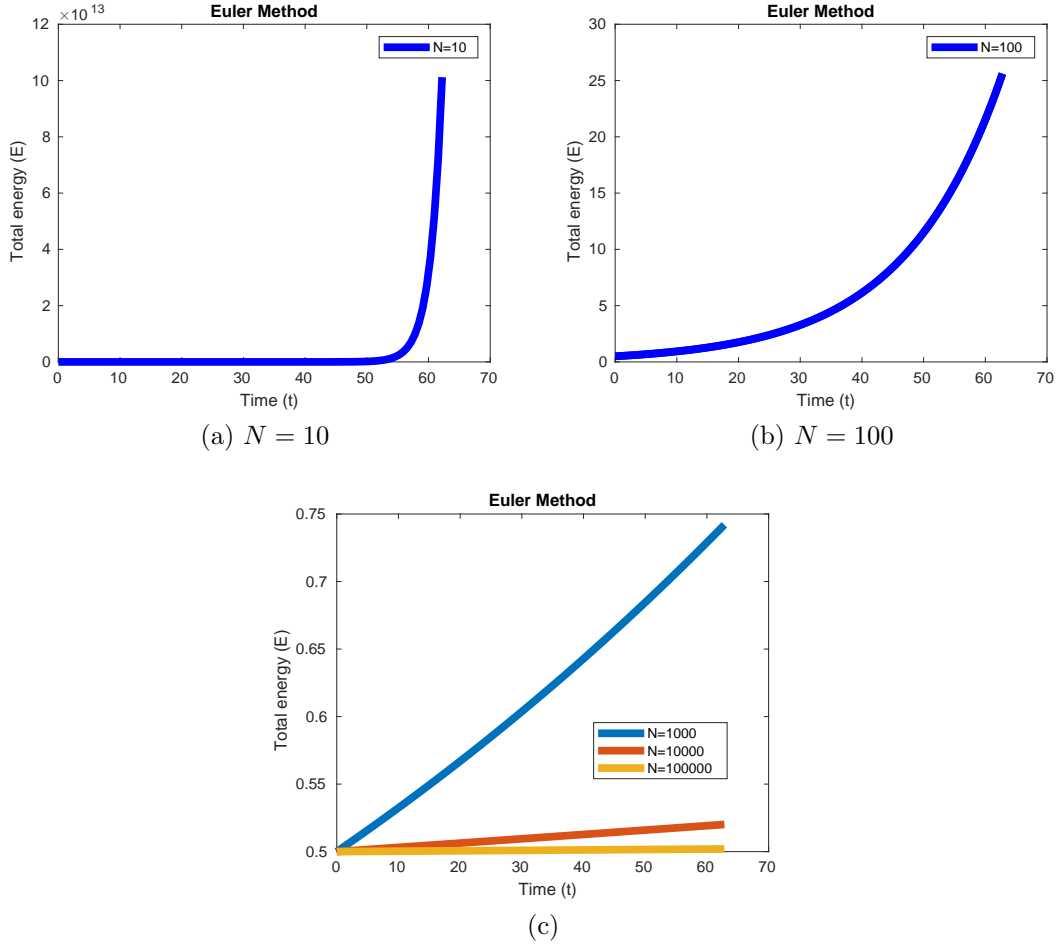 Euler Method
× 10 13
12
10
8
6
4
2
0
0 10 20 30 40 50 60 70
Total energy (E)
Time (t)
N=10
(a) N = 10
Euler Method
30
25
20
15
10
5
0
0 10 20 30 40 50 60 70
Total energy (E)
Time (t)
N=100
(b) N = 100
Euler Method
0.75
0.7
0.65
0.6
0.55
0.5
0 10 20 30 40 50 60 70
Total energy (E)
Time (t)
N=1000
N=10000
N=100000
(c)